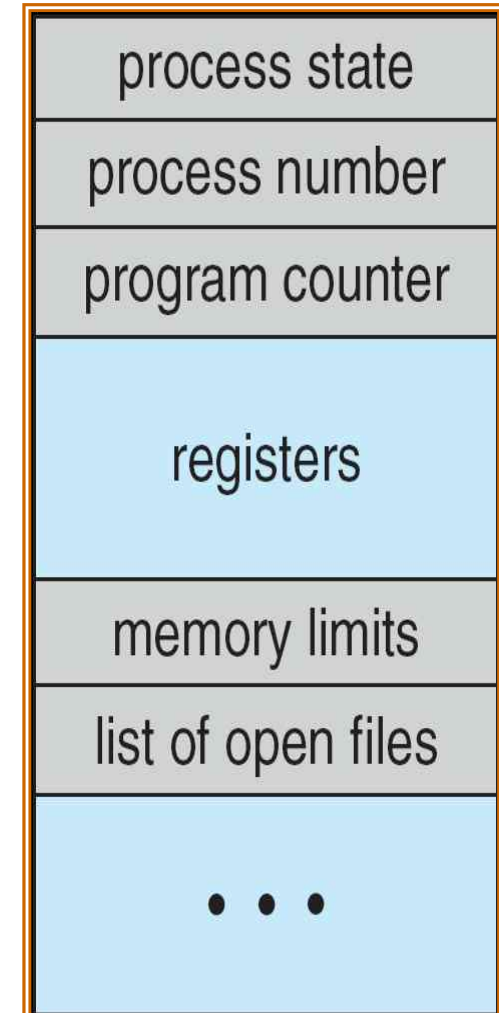 process state
process number
program counter
registers
memory limits
list of open files
• • •